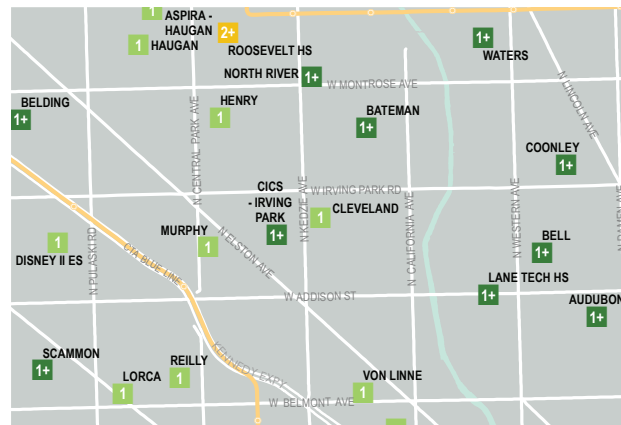 ASPIRA -
HAUGAN
1
HAUGAN
2+
ROOSEVELT HS
1+
WATERS
NORTH RIVER
1+
W MONTROSE AVE
N LINCOLN AVE
BELDING
1+
HENRY
1
BATEMAN
1+
N CENTRAL PARK AVE
COONLEY
1+
CICS
- IRVING
PARK
1+
W IRVING PARK RD
N KEDZIE AVE
1
CLEVELAND
N CALIFORNIA AVE
N WESTERN AVE
N DAMEN AVE
MURPHY
1
N ELSTON AVE
1
DISNEY II ES
N PULASKI RD
CTA BLUE LINE
BELL
1+
LANE TECH HS
1+
W ADDISON ST
AUDUBON
1+
SCAMMON
1+
LORCA
1
REILLY
1
KENNEDY EXPY
VON LINNE
1
W BELMONT AVE